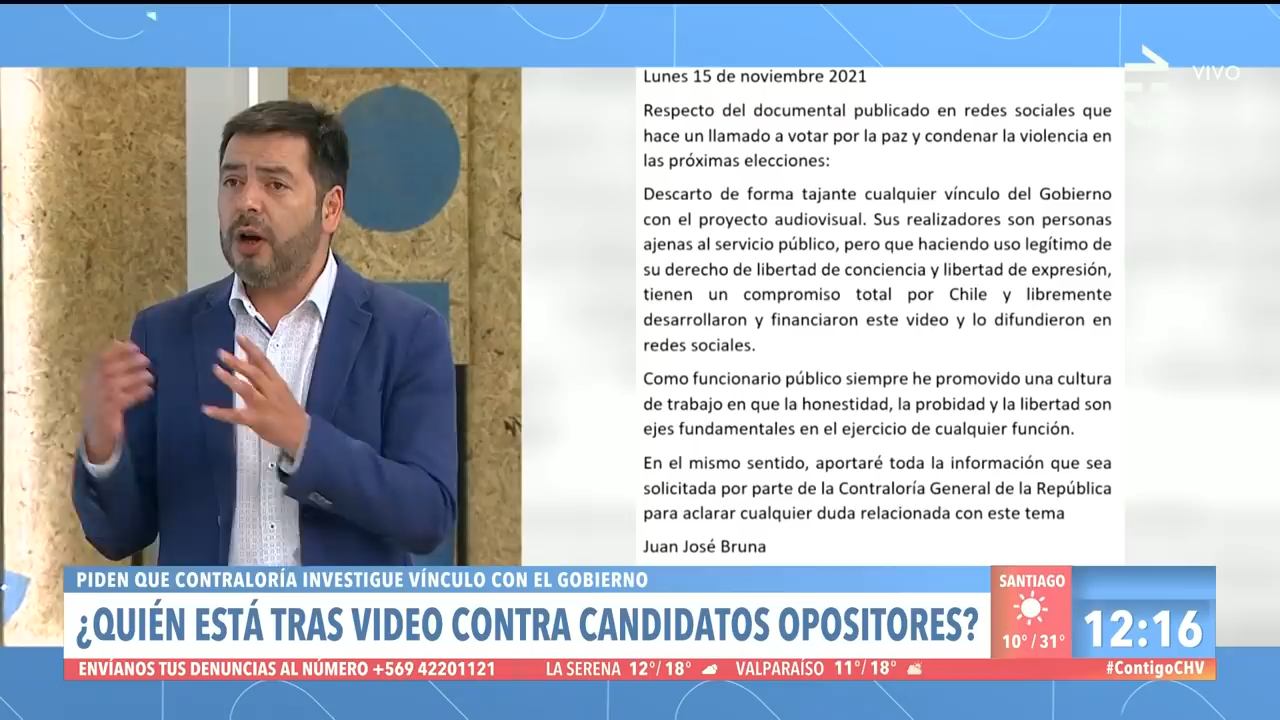 VIVO
Lunes 15 de noviembre 2021
Respecto del documental publicado en redes sociales que
hace un llamado a votar por la paz y condenar la violencia en
las próximas elecciones:
Descarto de forma tajante cualquier vínculo del Gobierno
con el proyecto audiovisual. Sus realizadores son personas
ajenas al servicio público, pero que haciendo uso legítimo de
su derecho de libertad de conciencia y libertad de expresión,
tienen un compromiso total por Chile y libremente
desarrollaron y financiaron este video y lo difundieron en
redes sociales.
Como funcionario público siempre he promovido una cultura
de trabajo en que la honestidad, la probidad y la libertad son
ejes fundamentales en el ejercicio de cualquier función.
En el mismo sentido, aportaré toda la información que sea
solicitada por parte de la Contraloría General de la República
para aclarar cualquier duda relacionada con este tema
Juan José Bruna
PIDEN QUE CONTRALORÍA INVESTIGUE VÍNCULO CON EL GOBIERNO
¿QUIÉN ESTÁ TRAS VIDEO CONTRA CANDIDATOS OPOSITORES?
SANTIAGO
10°/31°
12:16
ENVÍANOS TUS DENUNCIAS AL NÚMERO +569 42201121
LA SERENA 12°/18°
VALPARAÍSO 11°/18°
#ContigoCHV